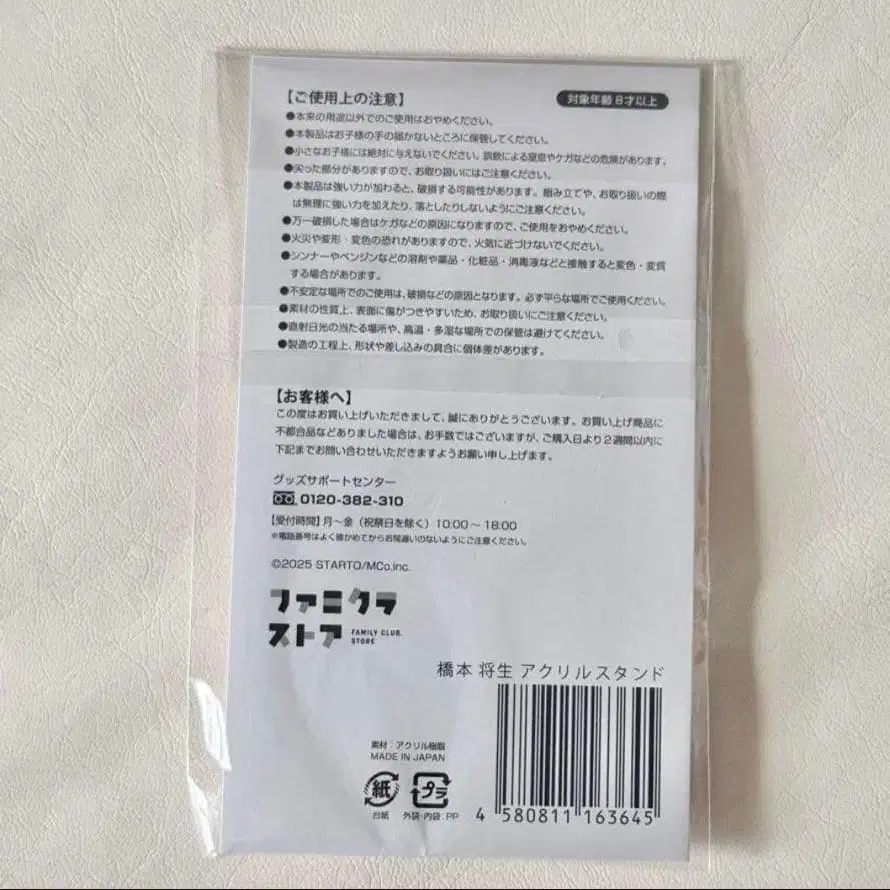 【ご使用上の注意】
対象年齢 8才以上
●本来の用途以外でのご使用はおやめください。
●本製品はお子様の手の届かないところに保管してください。
●小さなお子様には絶対に与えないでください。誤飲による窒息やケガなどの危険があります。
●尖った部分がありますので、お取り扱いにはご注意ください。
●本製品は強い力が加わると、破損する可能性があります。組み立てや、お取り扱いの際
は無理に強い力を加えたり、落としたりしないようにご注意ください。
●万一破損した場合はケガなどの原因になりますので、ご使用をおやめください。
●火災や変形・変色の恐れがありますので、火気に近づけないでください。
●シンナーやベンジンなどの溶剤や薬品・化粧品・消毒液などと接触すると変色・変質
する場合があります。
●不安定な場所でのご使用は、破損などの原因となります。必ず平らな場所でご使用ください。
●素材の性質上、表面に傷がつきやすいため、お取り扱いにご注意ください。
●直射日光の当たる場所や、高温・多湿な場所での保管は避けてください。
●製造の工程上、形状や差し込みの具合に個体差があります。
【お客様へ】
この度はお買い上げいただきまして、誠にありがとうございます。お買い上げ商品に
不都合品などありました場合は、お手数ではございますが、ご購入日より2週間以内に
下記までお問い合わせいただきますようお願い申し上げます。
グッズサポートセンター
0120-382-310
【受付時間】月～金（祝祭日を除く）10:00～18:00
※電話番号はよく確かめてからお間違いのないようにご注意ください。
©2025 STARTO/MCo,inc.
ファミクラ
ストア FAMILY CLUB. STORE
橋本 将生 アクリルスタンド
素材：アクリル樹脂
MADE IN JAPAN
紙 プラ
台紙 外袋・内袋：PP
4 580811 163645